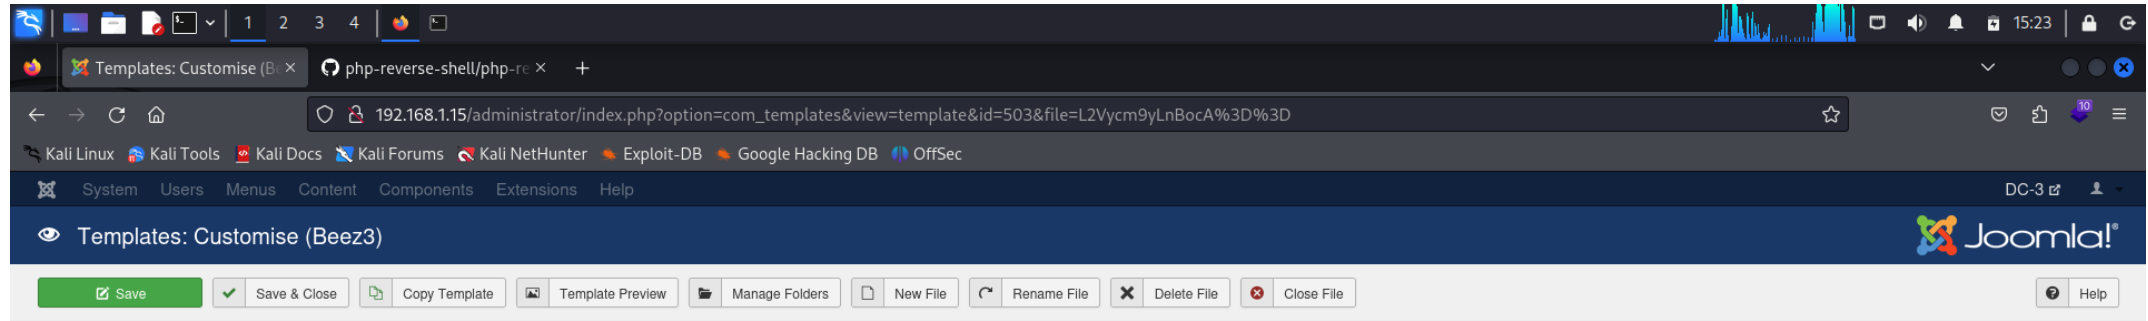 1 2 3 4 15:23
Templates: Customise (Be php-reverse-shell/php-re
192.168.1.15/administrator/index.php?option=com_templates&view=template&id=503&file=L2Vycm9yLnBocA%3D%3D 10
Kali Linux Kali Tools Kali Docs Kali Forums Kali NetHunter Exploit-DB Google Hacking DB OffSec
System Users Menus Content Components Extensions Help DC-3
Templates: Customise (Beez3) Joomla!®
Save Save & Close Copy Template Template Preview Manage Folders New File Rename File Delete File Close File Help